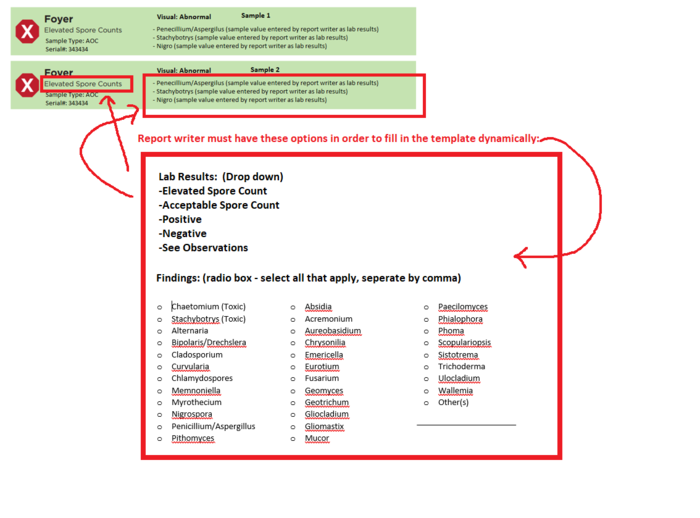 Foyer
Visual: Abnormal
Sample 1
Elevated Spore Counts
- Penecillium/Aspergilus (sample value entered by report writer as lab results)
- Stachybotrys (sample value entered by report writer as lab results)
- Nigro (sample value entered by report writer as lab results)
Sample Type: AOC
Serial#: 343434
Foyer
Visual: Abnormal
Sample 2
Elevated Spore Counts
- Penecillium/Aspergilus (sample value entered by report writer as lab results)
- Stachybotrys (sample value entered by report writer as lab results)
- Nigro (sample value entered by report writer as lab results)
Sample Type: AOC
Serial#: 343434
Report writer must have these options in order to fill in the template dynamically:
Lab Results: (Drop down)
-Elevated Spore Count
-Acceptable Spore Count
-Positive
-Negative
-See Observations
Findings: (radio box - select all that apply, seperate by comma)
Chaetomium (Toxic)
Stachybotrys (Toxic)
Alternaria
Bipolaris/Drechslera
Cladosporium
Curvularia
Chlamydospores
Memnoniella
Myrothecium
Nigrospora
Penicillium/Aspergillus
Pithomyces
Absidia
Acremonium
Aureobasidium
Chrysonilia
Emericella
Eurotium
Fusarium
Geomyces
Geotrichum
Gliocladium
Gliomastix
Mucor
Paecilomyces
Phialophora
Phoma
Scopulariopsis
Sistotrema
Trichoderma
Ulocladium
Wallemia
Other(s)